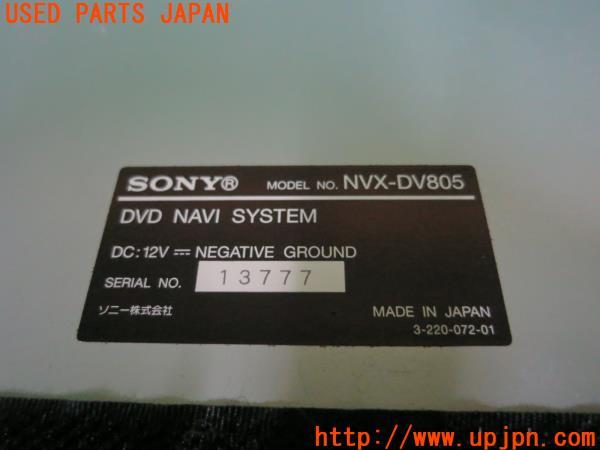 USED PARTS JAPAN
SONY® MODEL NO. NVX-DV805
DVD NAVI SYSTEM
DC:12V ⎓ NEGATIVE GROUND
SERIAL NO. 13777
ソニー株式会社 MADE IN JAPAN
3-220-072-01
http://www.upjpn.com